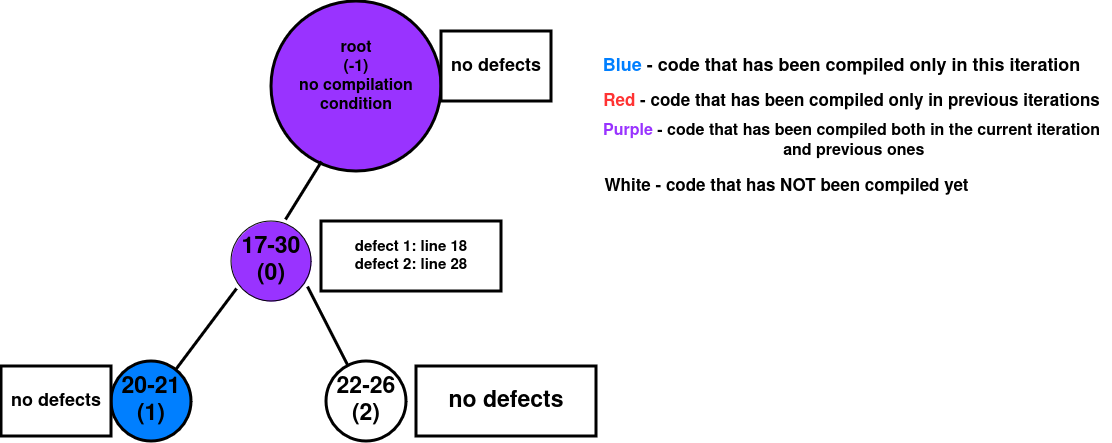 root
(-1)
no compilation
condition
no defects
Blue - code that has been compiled only in this iteration
Red - code that has been compiled only in previous iterations
Purple - code that has been compiled both in the current iteration
and previous ones
White - code that has NOT been compiled yet
17-30
(0)
defect 1: line 18
defect 2: line 28
no defects
20-21
(1)
22-26
(2)
no defects